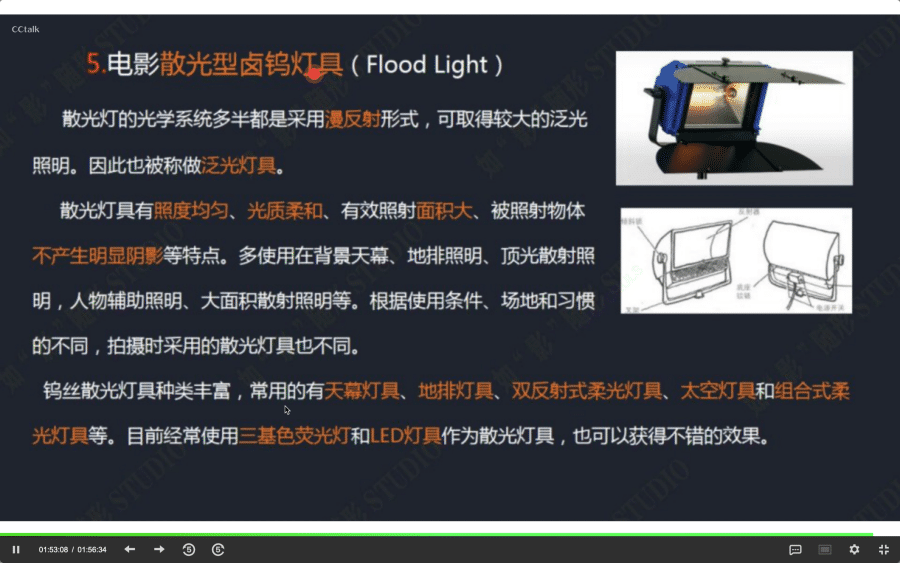 CCtalk
5.电影散光型卤钨灯具（Flood Light）
散光灯的光学系统多半都是采用漫反射形式，可取得较大的泛光
照明。因此也被称做泛光灯具。
散光灯具有照度均匀、光质柔和、有效照射面积大、被照射物体
不产生明显阴影等特点。多使用在背景天幕、地排照明、顶光散射照
明，人物辅助照明、大面积散射照明等。根据使用条件、场地和习惯
的不同，拍摄时采用的散光灯具也不同。
钨丝散光灯具种类丰富，常用的有天幕灯具、地排灯具、双反射式柔光灯具、太空灯具和组合式柔
光灯具等。目前经常使用三基色荧光灯和LED灯具作为散光灯具，也可以获得不错的效果。
反射器
电源开关
01:53:08 / 01:56:34